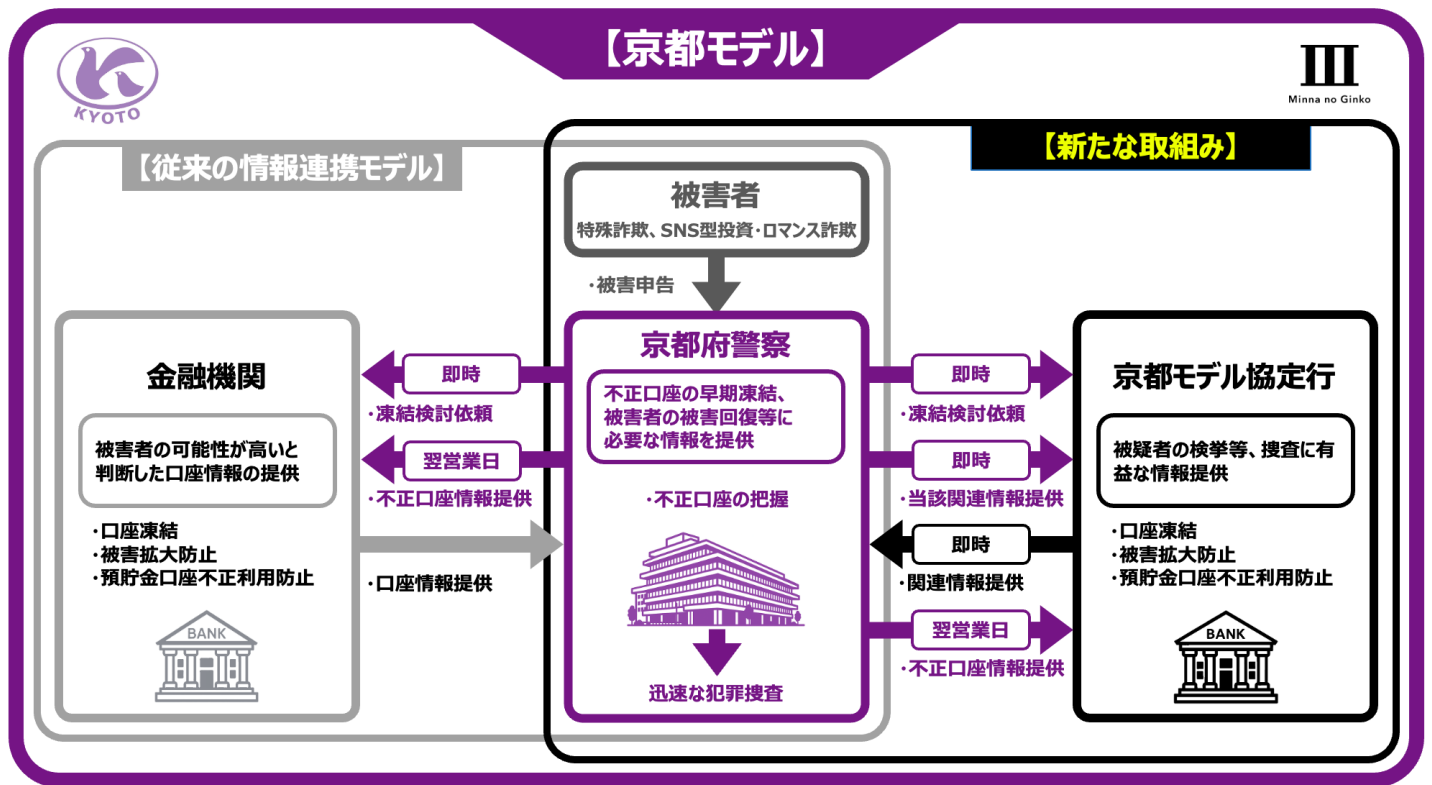 【京都モデル】
KYOTO
Minna no Ginko
【従来の情報連携モデル】
【新たな取組み】
被害者
特殊詐欺、SNS型投資・ロマンス詐欺
・被害申告
金融機関
被害者の可能性が高いと
判断した口座情報の提供
・口座凍結
・被害拡大防止
・預貯金口座不正利用防止
BANK
即時
・凍結検討依頼
翌営業日
・不正口座情報提供
・口座情報提供
京都府警察
不正口座の早期凍結、
被害者の被害回復等に
必要な情報を提供
・不正口座の把握
迅速な犯罪捜査
即時
・凍結検討依頼
即時
・当該関連情報提供
即時
・関連情報提供
翌営業日
・不正口座情報提供
京都モデル協定行
被疑者の検挙等、捜査に有
益な情報提供
・口座凍結
・被害拡大防止
・預貯金口座不正利用防止
BANK